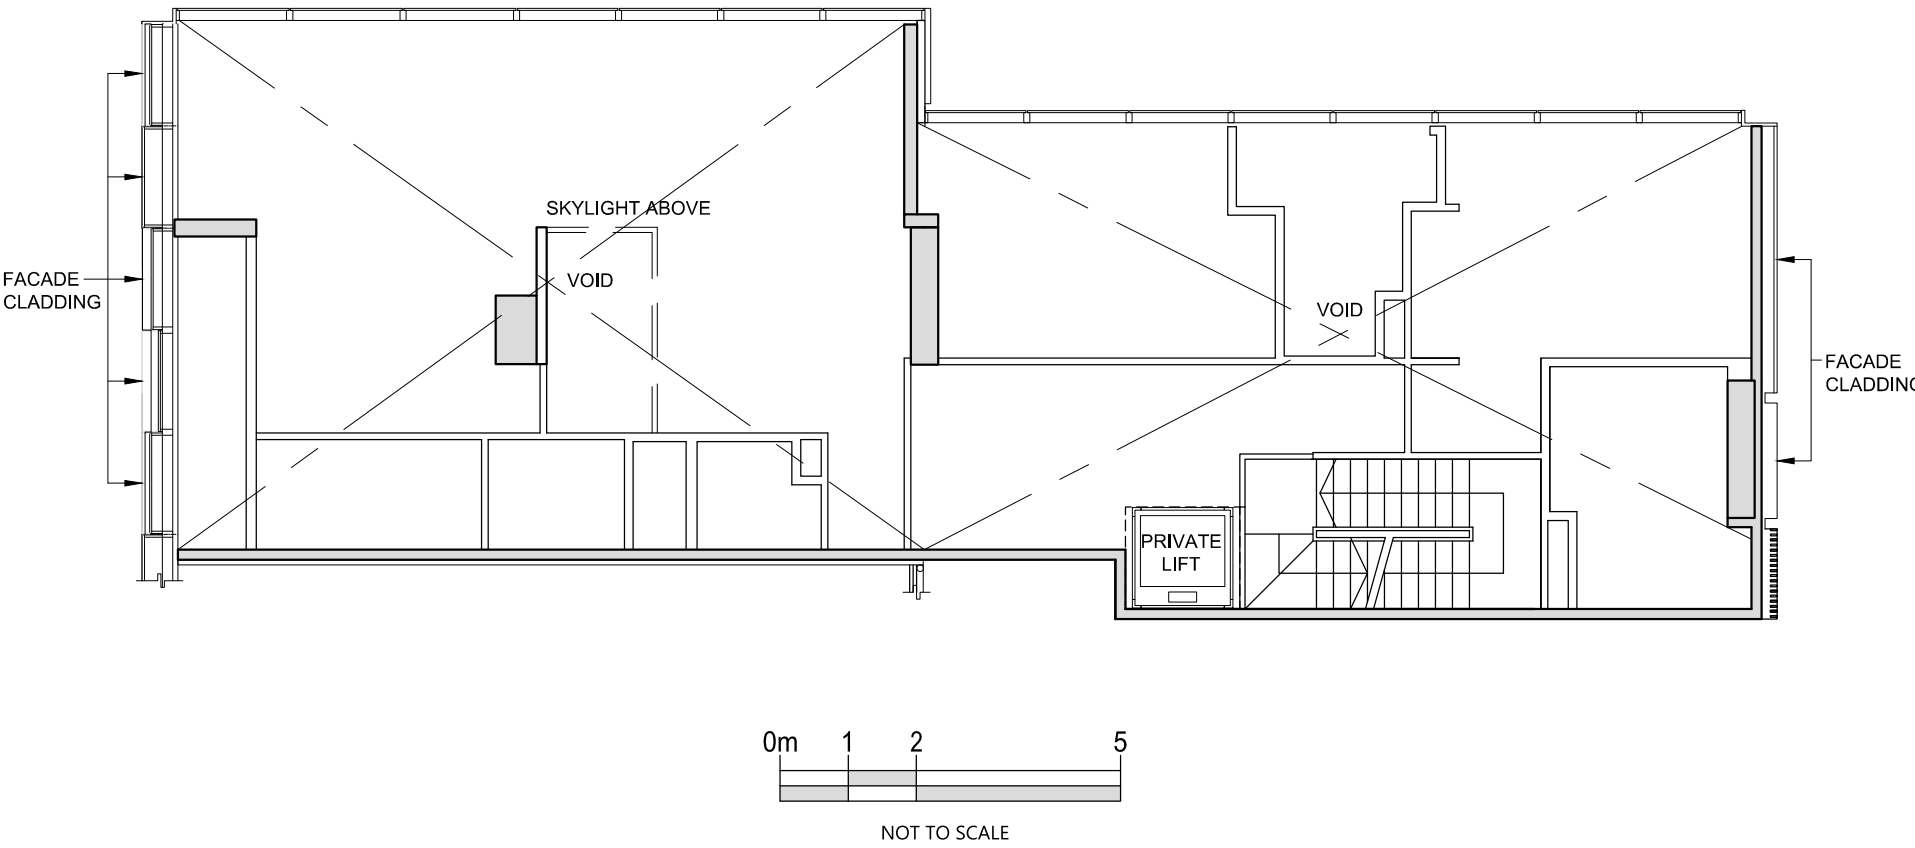 SKYLIGHT ABOVE
VOID
FACADE
CLADDING
VOID
FACADE
CLADDING
PRIVATE
LIFT
0m 1 2 5
NOT TO SCALE